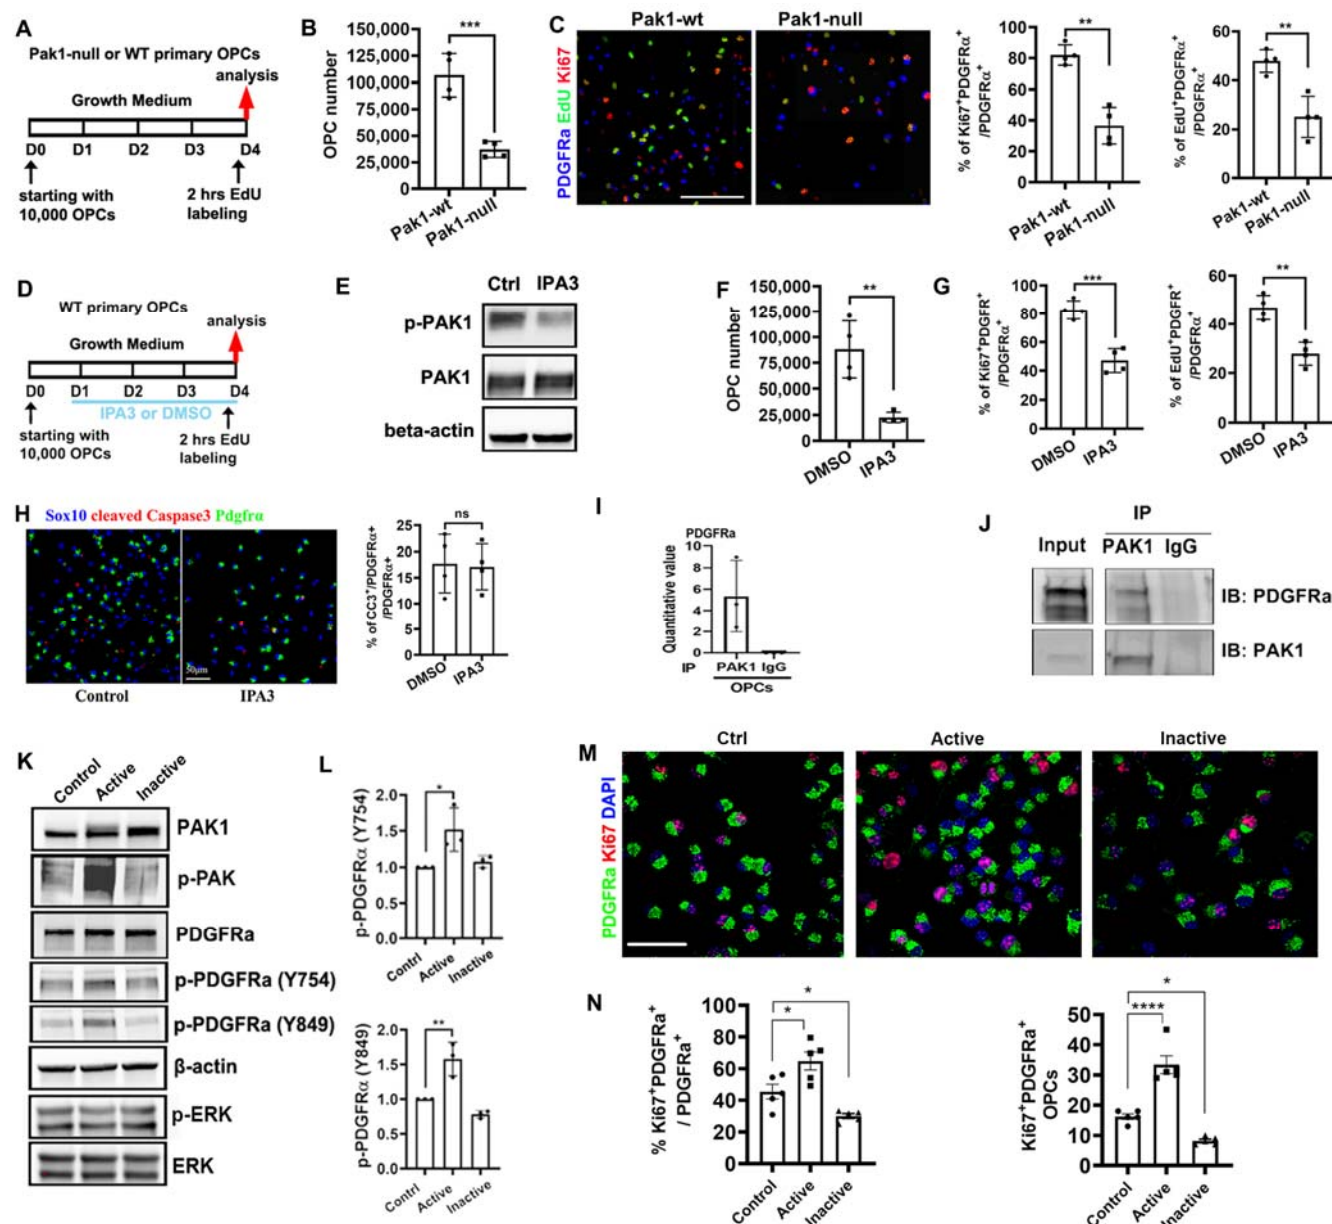 A
Pak1-null or WT primary OPCs
analysis
Growth Medium
D0 D1 D2 D3 D4
starting with
10,000 OPCs
2 hrs EdU
labeling
B
OPC number
150,000
125,000
100,000
75,000
50,000
25,000
0
***
Pak1-wt
Pak1-null
C
Pak1-wt Pak1-null
PDGFRa EdU Ki67
% of Ki67+PDGFRα+
/PDGFRα+
100
80
60
40
20
0
**
Pak1-wt
Pak1-null
% of EdU+PDGFRα+
/PDGFRα+
60
40
20
0
**
Pak1-wt
Pak1-null
D
WT primary OPCs
analysis
Growth Medium
D0 D1 D2 D3 D4
IPA3 or DMSO
starting with
10,000 OPCs
2 hrs EdU
labeling
E
Ctrl IPA3
p-PAK1
PAK1
beta-actin
F
OPC number
150,000
125,000
100,000
75,000
50,000
25,000
0
**
DMSO
IPA3
G
% of Ki67+PDGFR+
/PDGFRα+
100
80
60
40
20
0
***
DMSO
IPA3
% of EdU+PDGFR+
/PDGFRα+
60
40
20
0
**
DMSO
IPA3
H
Sox10 cleaved Caspase3 Pdgfrα
50μm
Control IPA3
% of CC3+/PDGFRα+
/PDGFRα+
25
20
15
10
5
0
ns
DMSO
IPA3
I
PDGFRa
Quantitative value
10
8
6
4
2
0
IP PAK1 IgG
OPCs
J
IP
Input PAK1 IgG
IB: PDGFRa
IB: PAK1
K
Control Active Inactive
PAK1
p-PAK
PDGFRa
p-PDGFRa (Y754)
p-PDGFRa (Y849)
β-actin
p-ERK
ERK
L
p-PDGFRα (Y754)
2.0
1.5
1.0
0.5
0.0
*
Contrl
Active
Inactive
p-PDGFRα (Y849)
2.0
1.5
1.0
0.5
0.0
**
Control
Active
Inactive
M
Ctrl Active Inactive
PDGFRa Ki67 DAPI
N
% Ki67+PDGFRa+
/ PDGFRa+
100
80
60
40
20
0
*
*
Control
Active
Inactive
Ki67+PDGFRa+
OPCs
50
40
30
20
10
0
****
*
Control
Active
Inactive